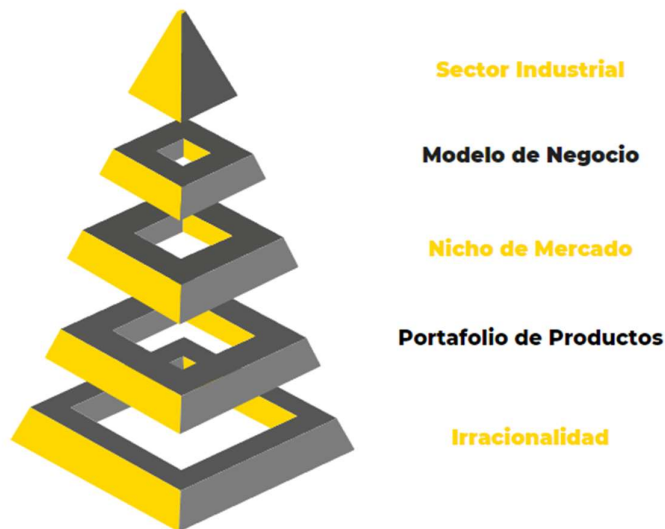 Sector Industrial
Modelo de Negocio
Nicho de Mercado
Portafolio de Productos
Irracionalidad